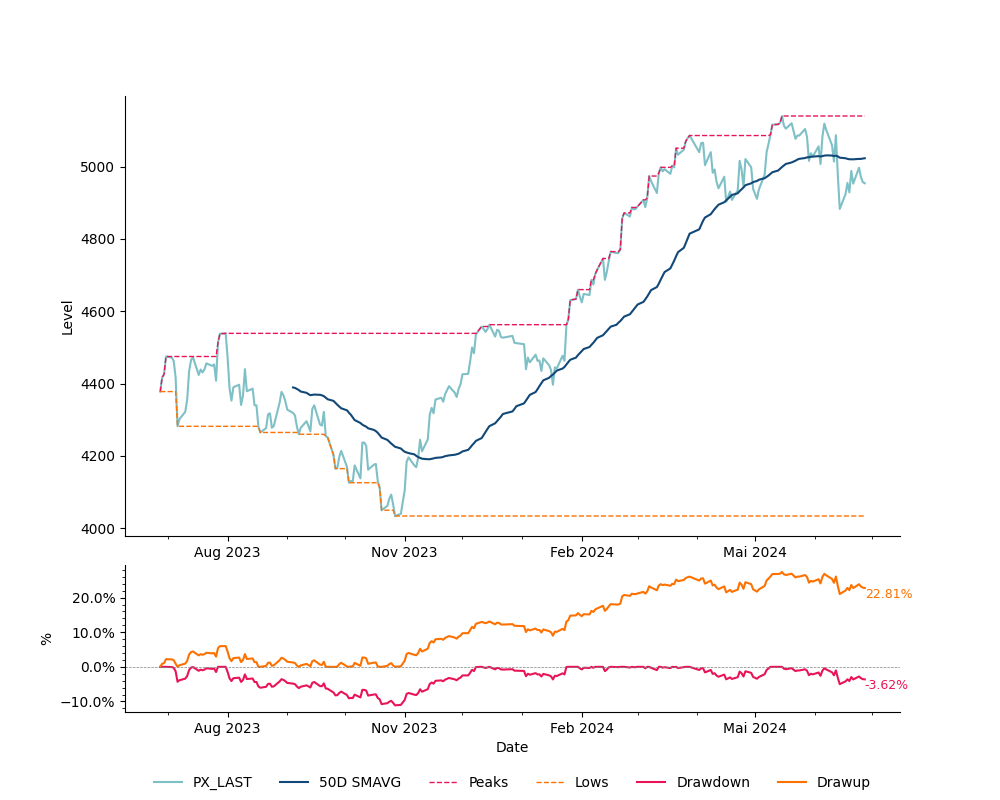 Level
5000
4800
4600
4400
4200
4000
Aug 2023 Nov 2023 Feb 2024 Mai 2024
%
20.0%
10.0%
0.0%
−10.0%
22.81%
-3.62%
Aug 2023 Nov 2023 Feb 2024 Mai 2024
Date
PX_LAST 50D SMAVG Peaks Lows Drawdown Drawup